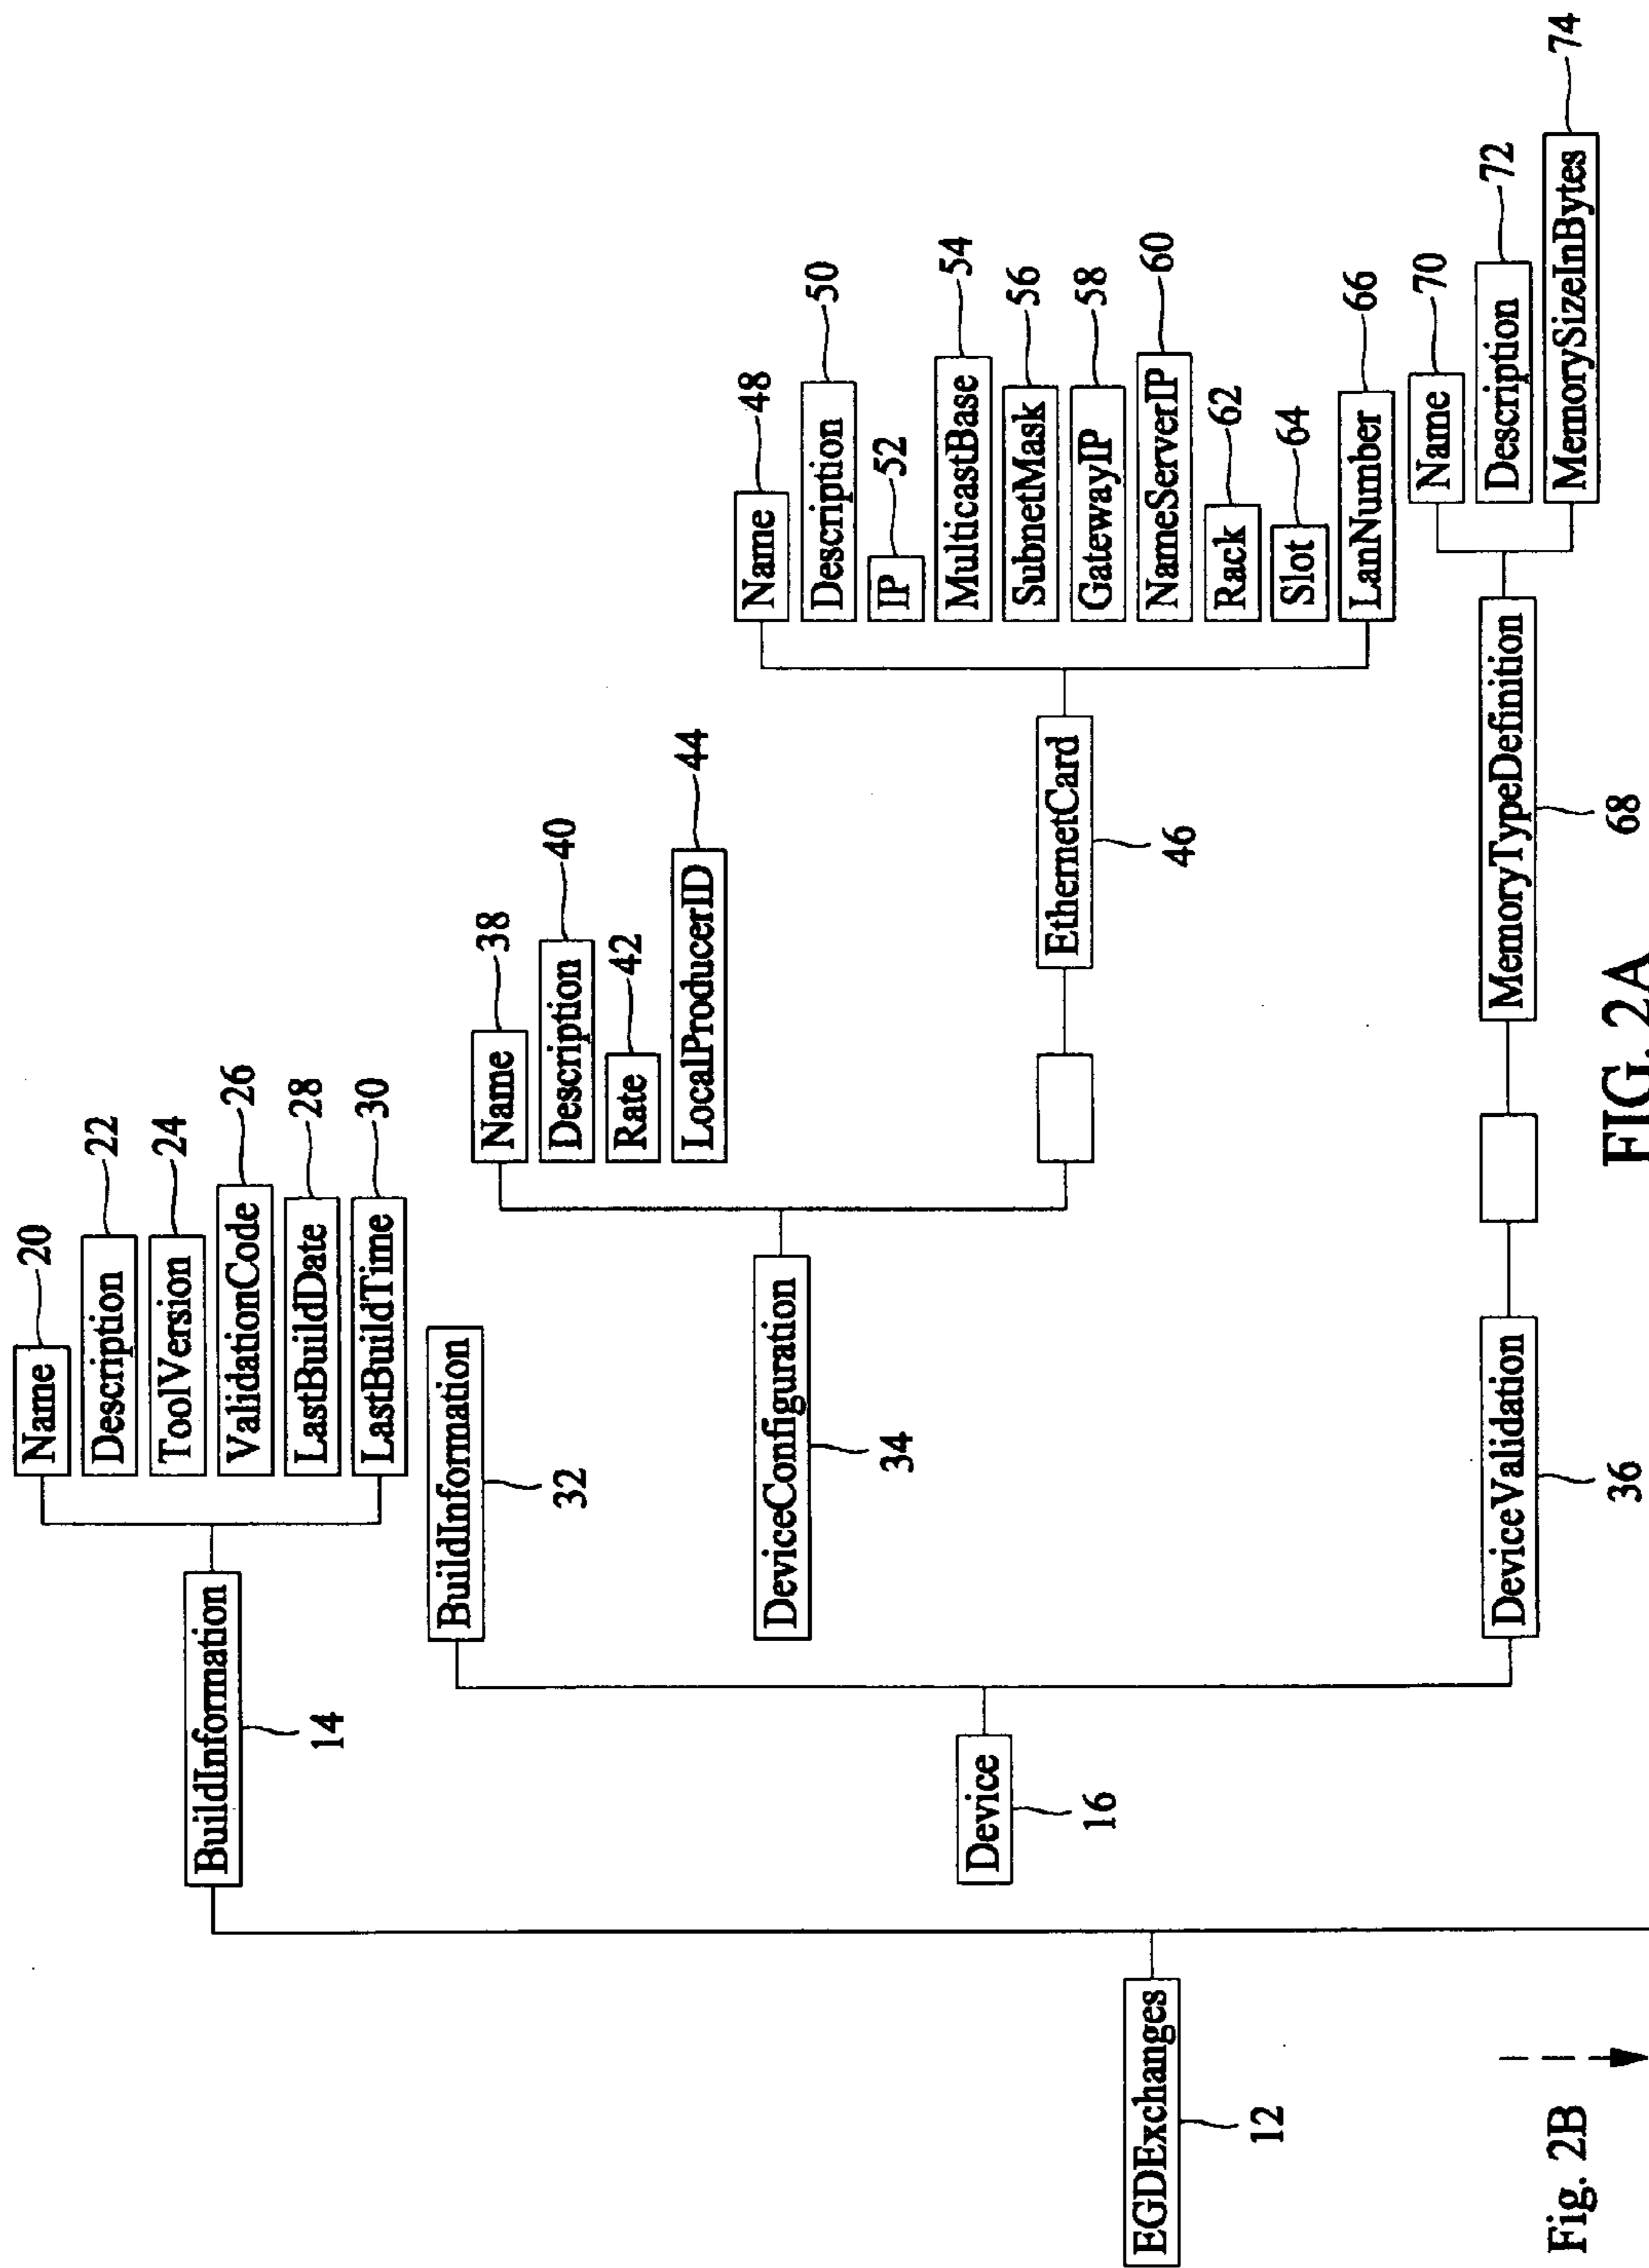 Name 20
Description 22
ToolVersion 24
ValidationCode 26
LastBuildDate 28
LastBuildTime 30
BuildInformation
14
BuildInformation
32
Name 38
Description 40
Rate 42
LocalProducerID 44
DeviceConfiguration
34
Name 48
Description 50
IP 52
MulticastBase 54
SubnetMask 56
GatewayIP 58
NameServerIP 60
Rack 62
Slot 64
LanNumber 66
EthernetCard
46
Device
16
EGDExchanges
12
Name 70
Description 72
MemorySizeInBytes 74
MemoryTypeDefinition
68
DeviceValidation
36
Fig. 2B
FIG. 2A